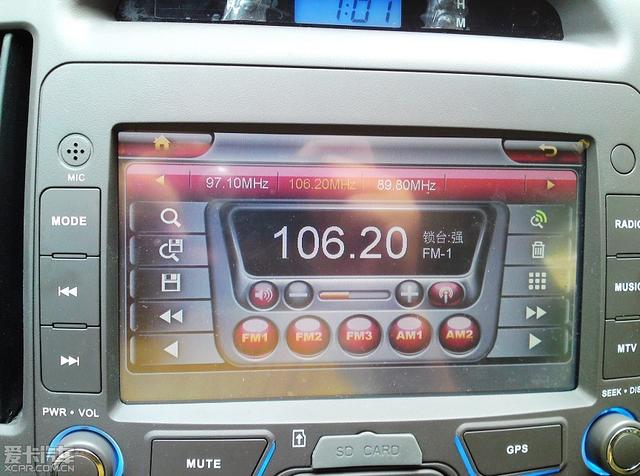 1:01
H
M
MIC
97.10MHz 106.20MHz 89.80MHz
MODE
RADIO
106.20 锁台:强
FM-1
MUSIC
FM1 FM2 FM3 AM1 AM2
MTV
SEEK • DIS
PWR • VOL
MUTE
SD CARD
GPS
爱卡汽车
XCAR.COM.CN